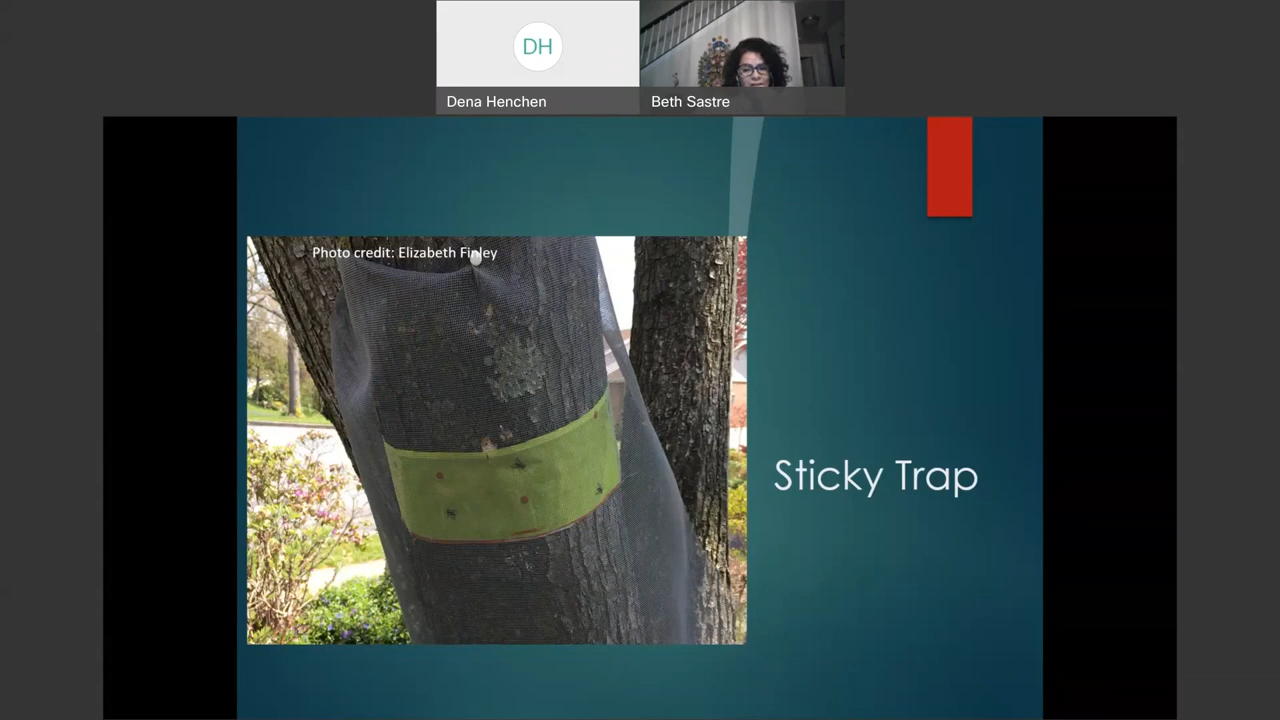 DH
Dena Henchen
Beth Sastre
Photo credit: Elizabeth Finley
Sticky Trap